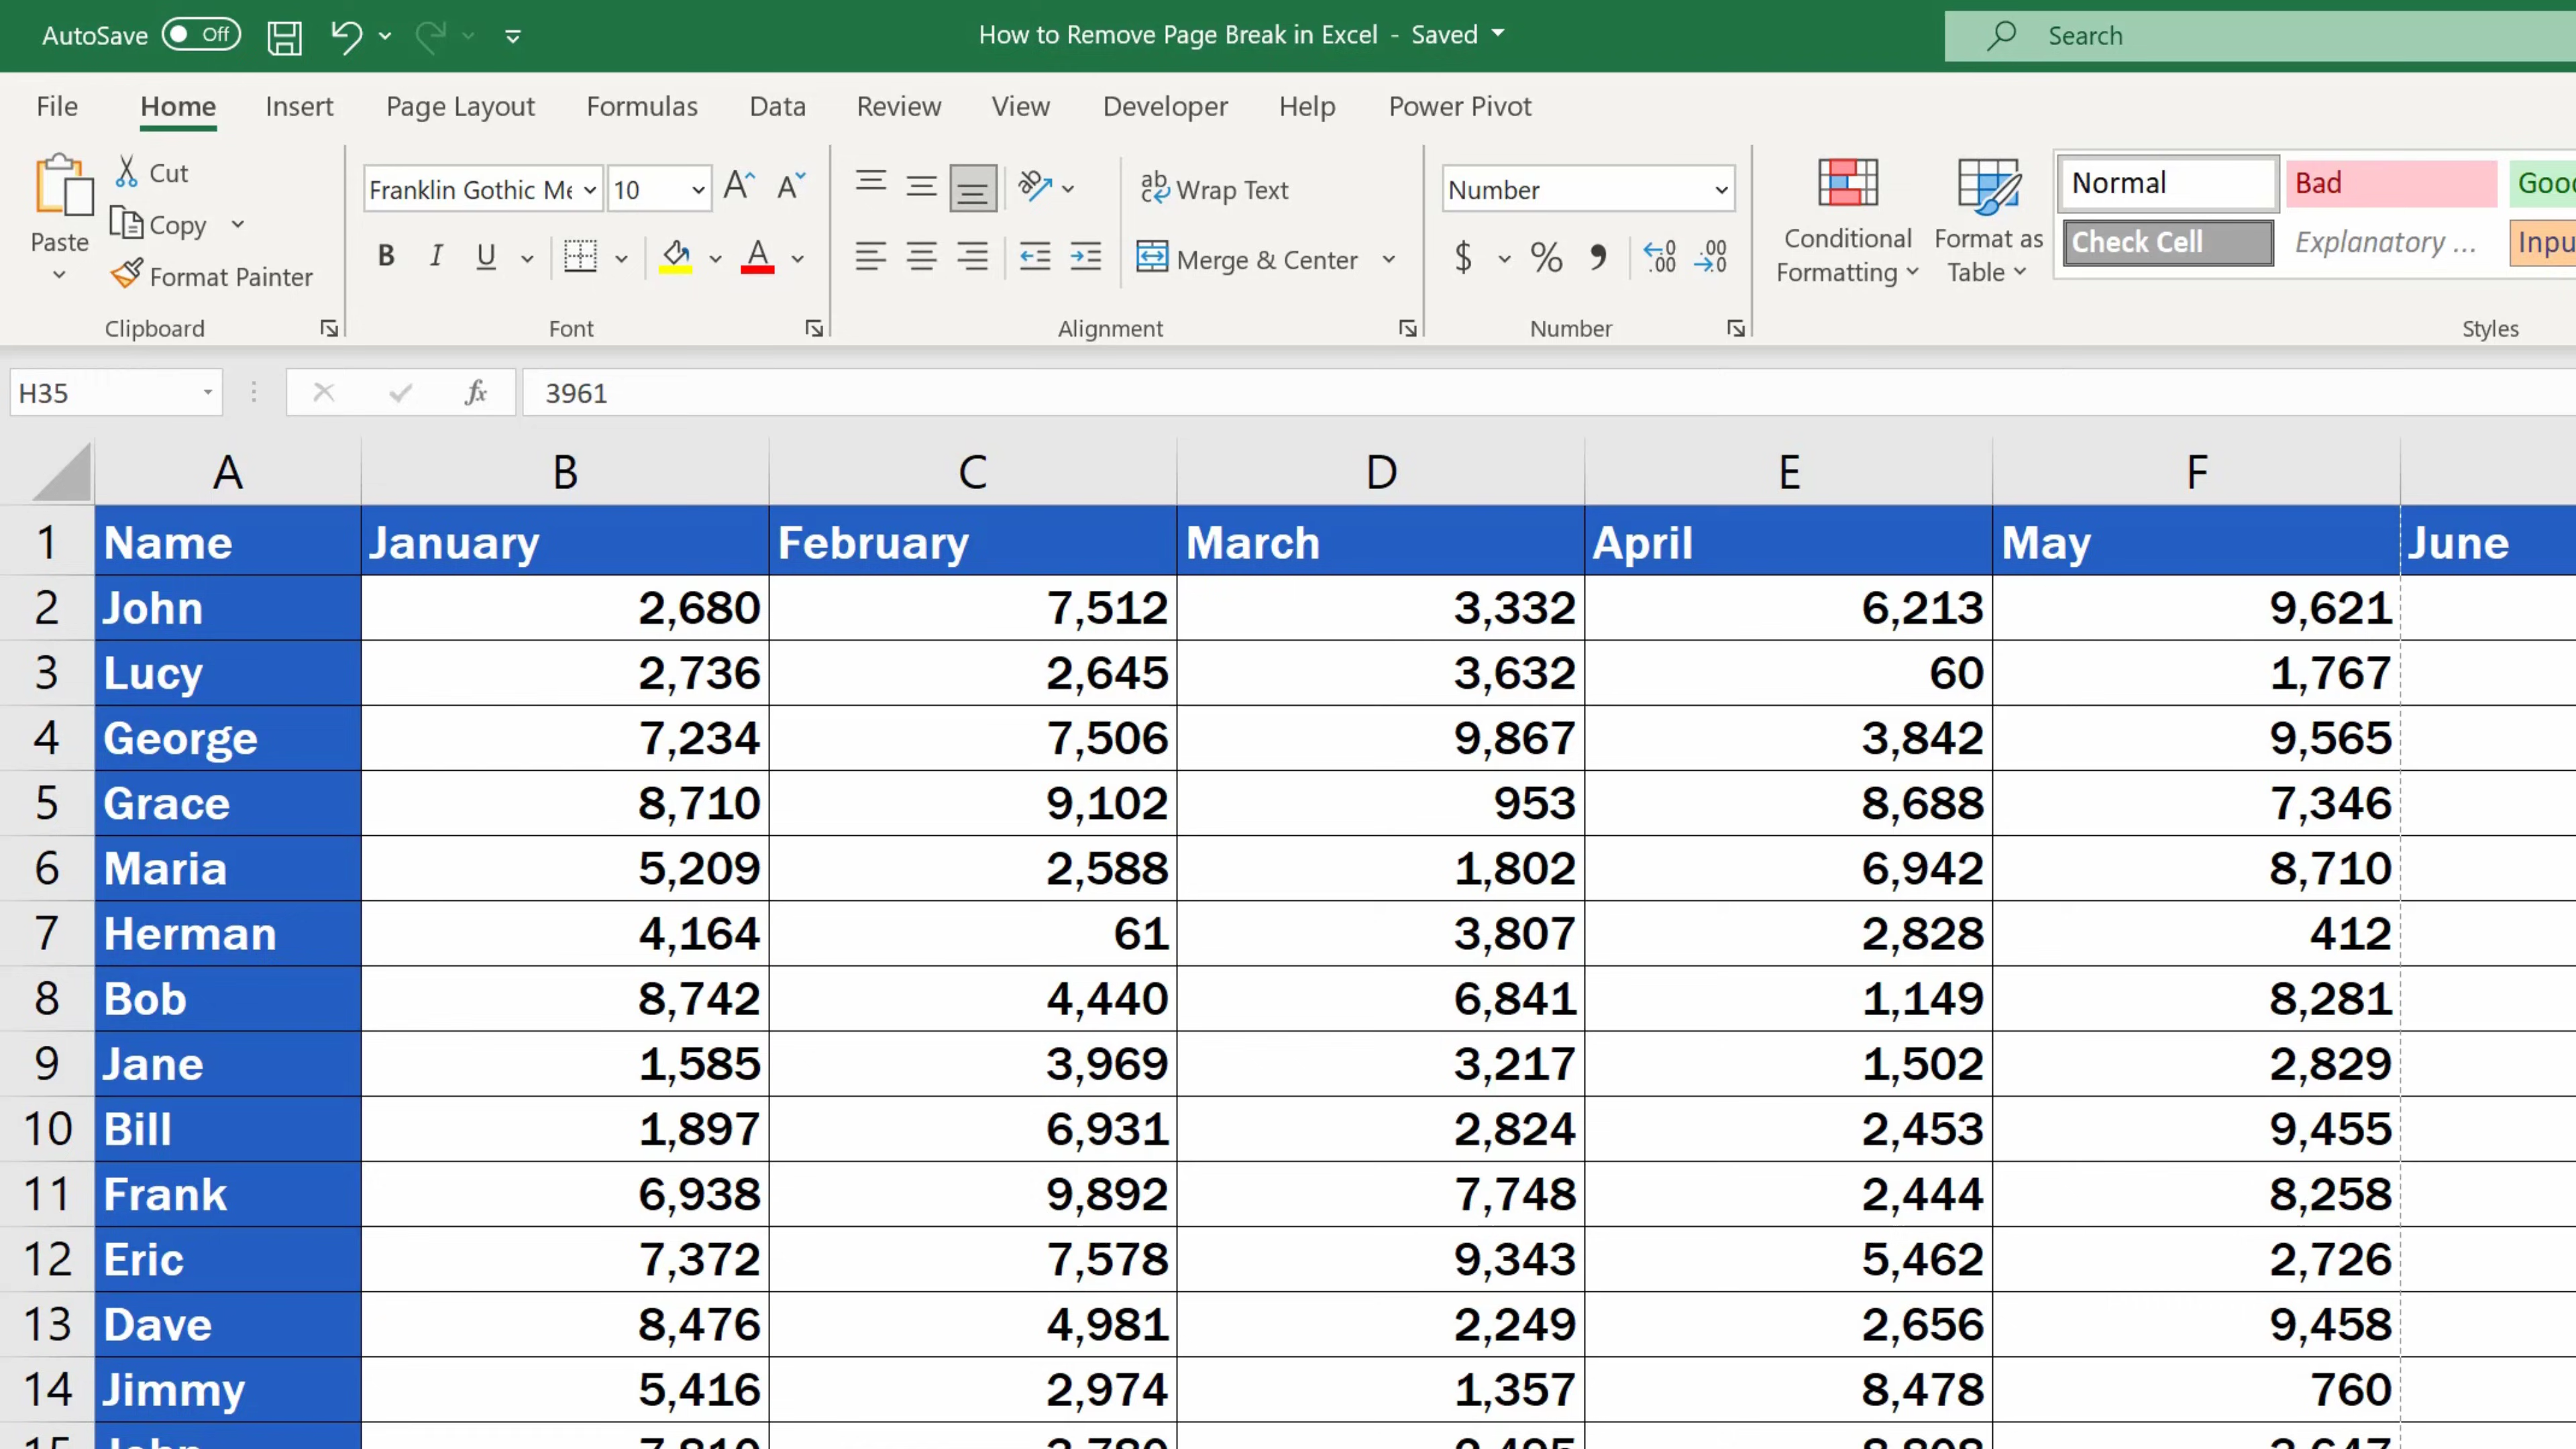 AutoSave Off How to Remove Page Break in Excel - Saved Search
File Home Insert Page Layout Formulas Data Review View Developer Help Power Pivot
Paste Cut Copy Format Painter
Clipboard
Franklin Gothic Me 10
B I U A
Font
Wrap Text
Merge & Center
Alignment
Number
$ % , .00 .00
Number
Conditional Formatting
Format as Table
Normal Bad
Check Cell Explanatory ...
Styles
H35 fx 3961
A B C D E F
1 Name January February March April May June
2 John 2,680 7,512 3,332 6,213 9,621
3 Lucy 2,736 2,645 3,632 60 1,767
4 George 7,234 7,506 9,867 3,842 9,565
5 Grace 8,710 9,102 953 8,688 7,346
6 Maria 5,209 2,588 1,802 6,942 8,710
7 Herman 4,164 61 3,807 2,828 412
8 Bob 8,742 4,440 6,841 1,149 8,281
9 Jane 1,585 3,969 3,217 1,502 2,829
10 Bill 1,897 6,931 2,824 2,453 9,455
11 Frank 6,938 9,892 7,748 2,444 8,258
12 Eric 7,372 7,578 9,343 5,462 2,726
13 Dave 8,476 4,981 2,249 2,656 9,458
14 Jimmy 5,416 2,974 1,357 8,478 760